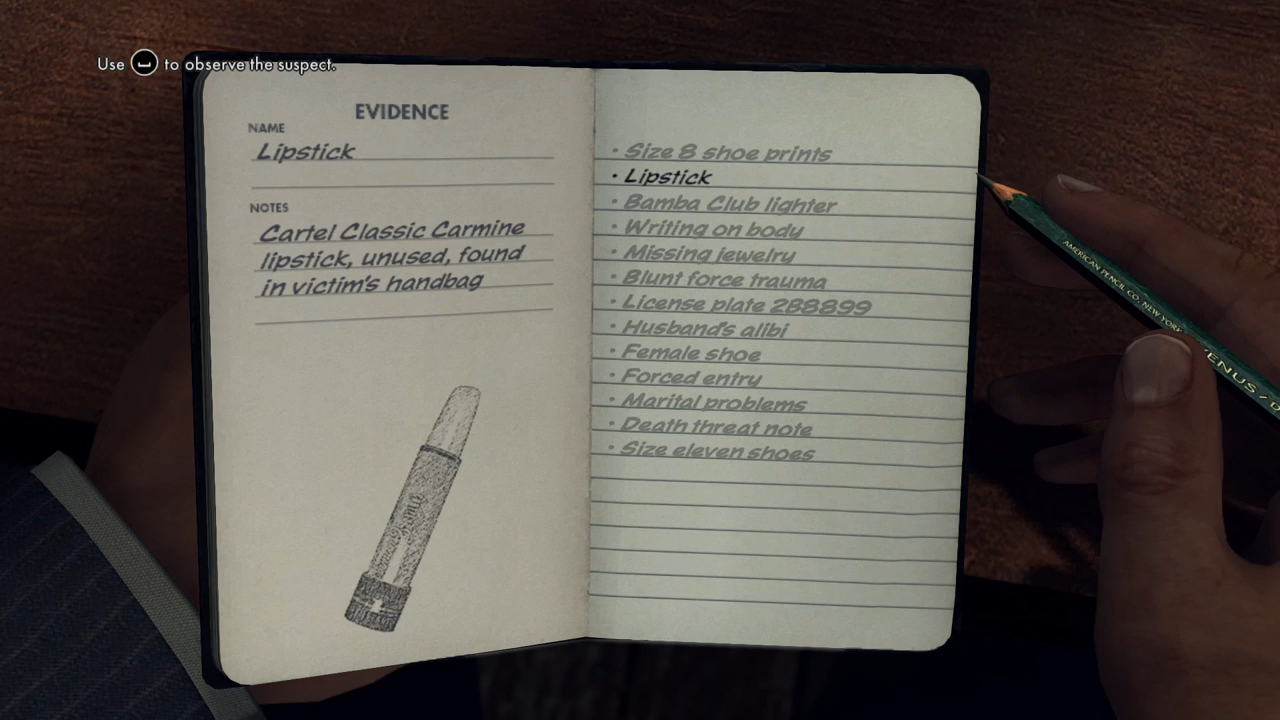 Use to observe the suspect.
EVIDENCE
NAME
Lipstick
NOTES
Cartel Classic Carmine
lipstick, unused, found
in victim's handbag
• Size 8 shoe prints
• Lipstick
• Bamba Club lighter
• Writing on body
• Missing jewelry
• Blunt force trauma
• License plate 2B8899
• Husband's alibi
• Female shoe
• Forced entry
• Marital problems
• Death threat note
• Size eleven shoes
AMERICAN PENCIL CO. NEW YORK
VENUS